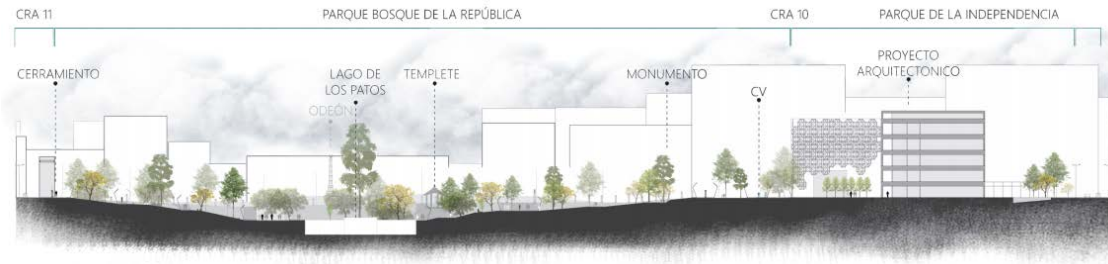 CRA 11
PARQUE BOSQUE DE LA REPÚBLICA
CRA 10
PARQUE DE LA INDEPENDENCIA
CERRAMIENTO
LAGO DE
LOS PATOS
TEMPLETE
MONUMENTO
PROYECTO
ARQUITECTÓNICO
CV
ODEÓN